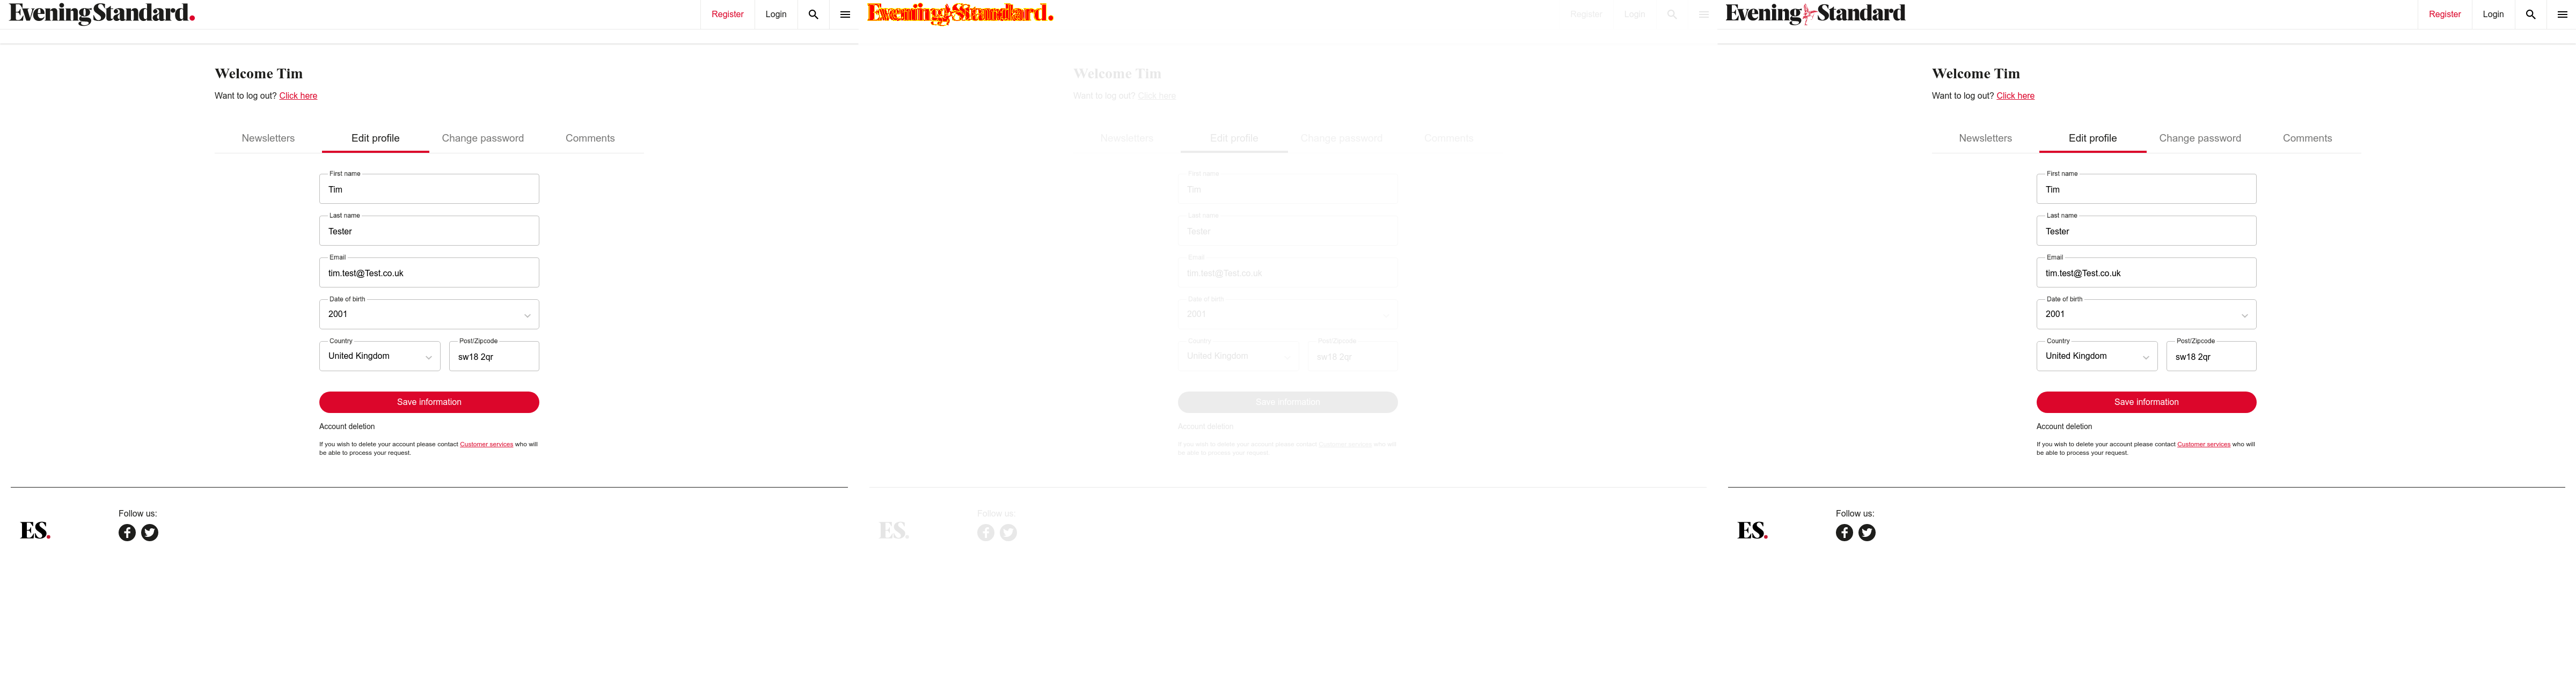 Evening Standard.
Register Login
Welcome Tim
Want to log out? Click here
Newsletters Edit profile Change password Comments
First name
Tim
Last name
Tester
Email
tim.test@Test.co.uk
Date of birth
2001
Country Post/Zipcode
United Kingdom sw18 2qr
Save information
Account deletion
If you wish to delete your account please contact Customer services who will
be able to process your request.
Follow us:
ES.
Evening Standard.
Register Login
Welcome Tim
Want to log out? Click here
Newsletters Edit profile Change password Comments
First name
Tim
Last name
Tester
Email
tim.test@Test.co.uk
Date of birth
2001
Country Post/Zipcode
United Kingdom sw18 2qr
Save information
Account deletion
If you wish to delete your account please contact Customer services who will
be able to process your request.
Follow us:
ES.
Evening Standard
Register Login
Welcome Tim
Want to log out? Click here
Newsletters Edit profile Change password Comments
First name
Tim
Last name
Tester
Email
tim.test@Test.co.uk
Date of birth
2001
Country Post/Zipcode
United Kingdom sw18 2qr
Save information
Account deletion
If you wish to delete your account please contact Customer services who will
be able to process your request.
Follow us:
ES.